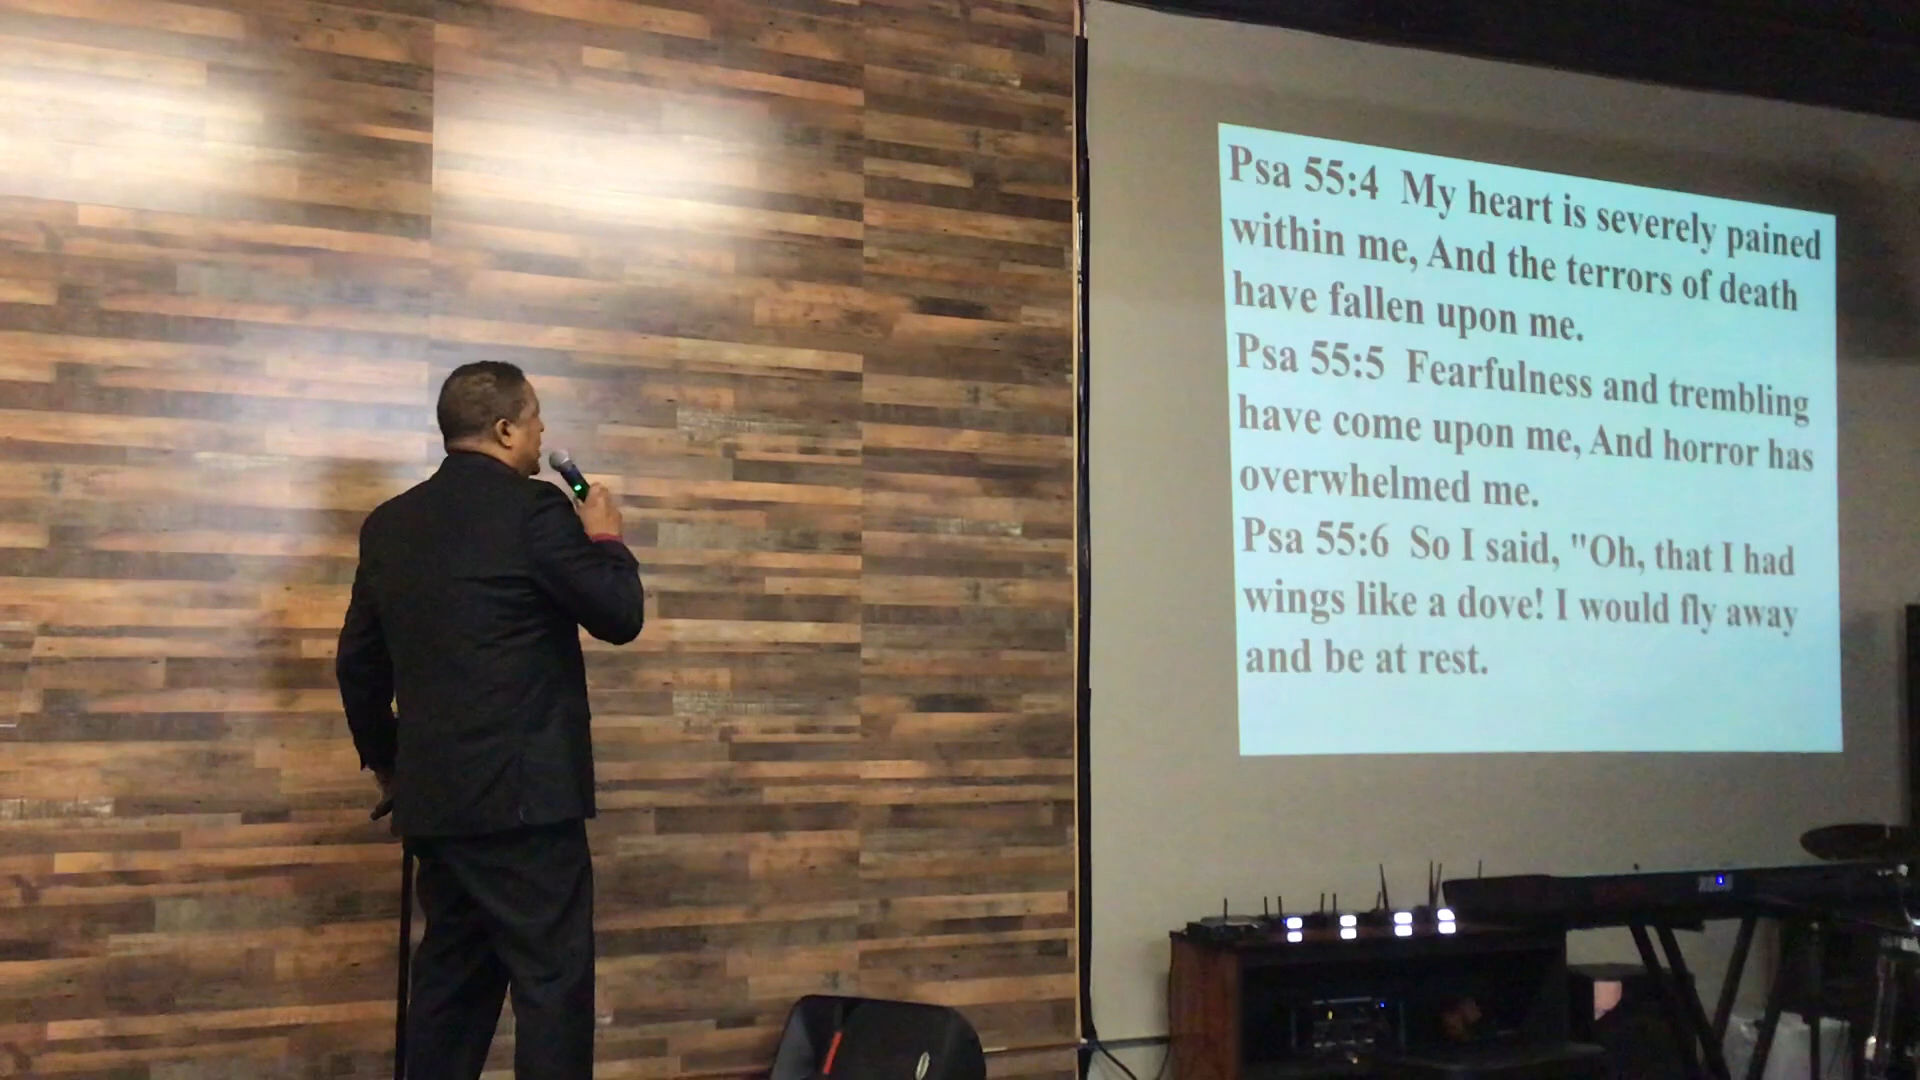 Psa 55:4 My heart is severely pained
within me, And the terrors of death
have fallen upon me.
Psa 55:5 Fearfulness and trembling
have come upon me, And horror has
overwhelmed me.
Psa 55:6 So I said, "Oh, that I had
wings like a dove! I would fly away
and be at rest.